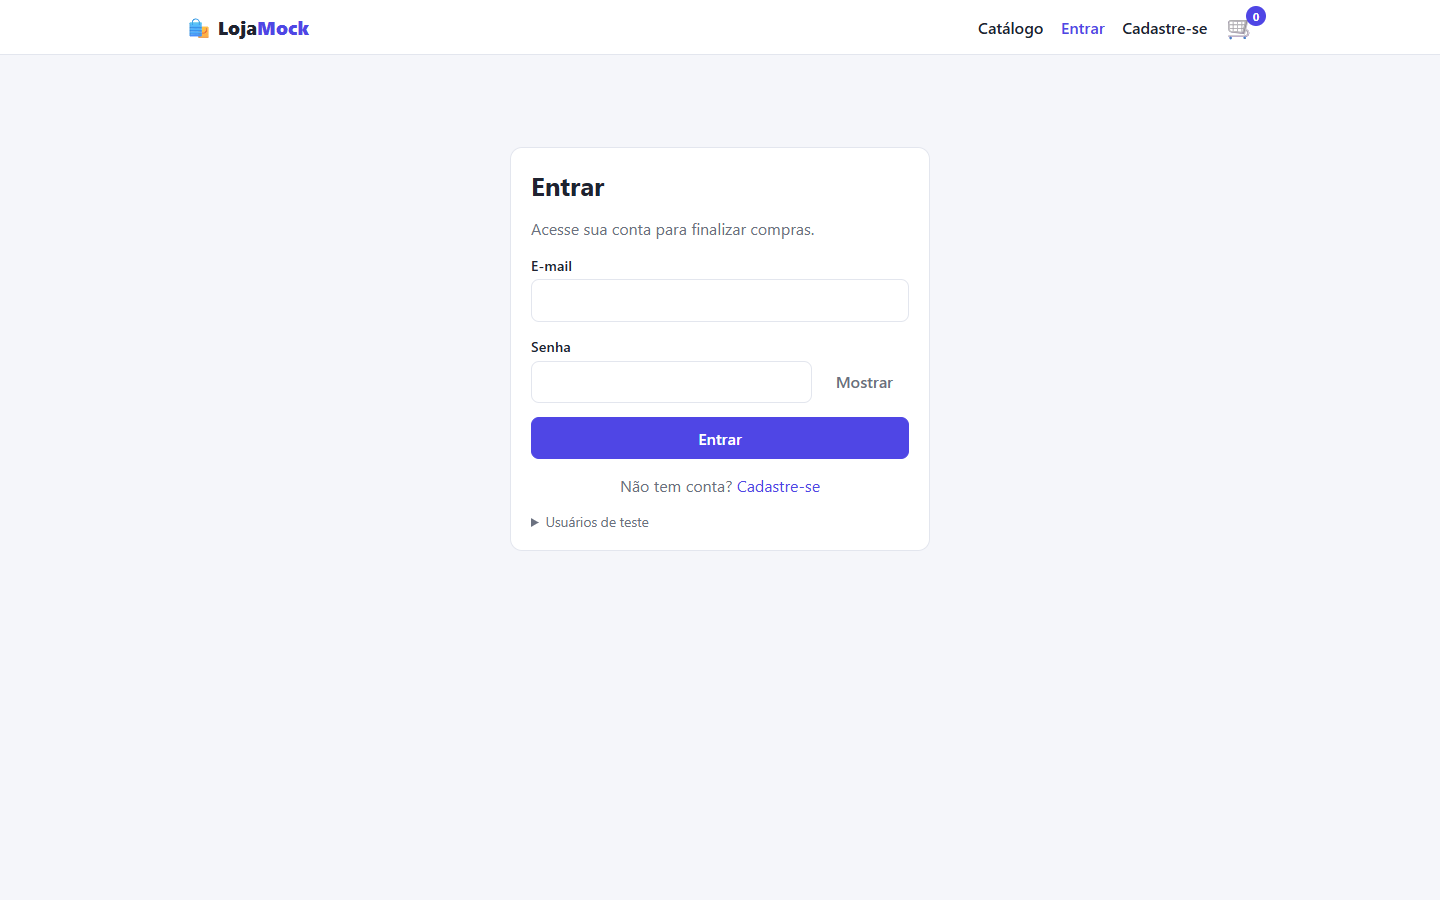 LojaMock
Catálogo Entrar Cadastre-se 0
Entrar
Acesse sua conta para finalizar compras.
E-mail
Senha
Mostrar
Entrar
Não tem conta? Cadastre-se
Usuários de teste